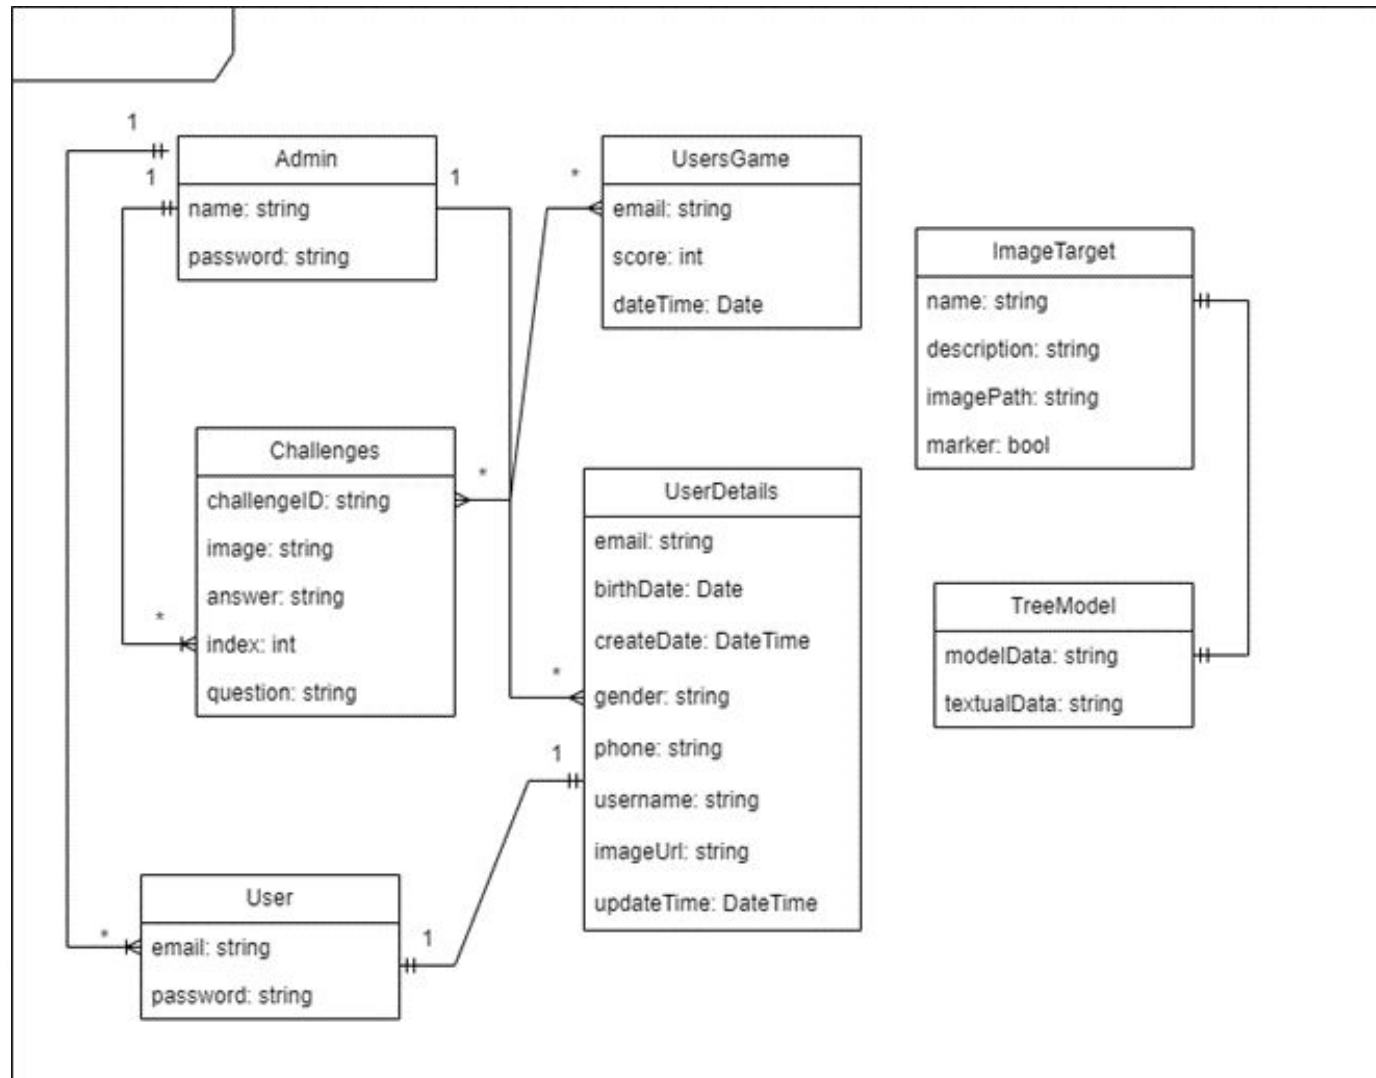 1
Admin
1
name: string
password: string
1
*
UsersGame
email: string
score: int
dateTime: Date
ImageTarget
name: string
description: string
imagePath: string
marker: bool
Challenges
challengeID: string
image: string
answer: string
index: int
question: string
*
*
UserDetails
email: string
birthDate: Date
createDate: DateTime
gender: string
phone: string
username: string
imageUrl: string
updateTime: DateTime
*
1
TreeModel
modelData: string
textualData: string
User
email: string
password: string
*
1